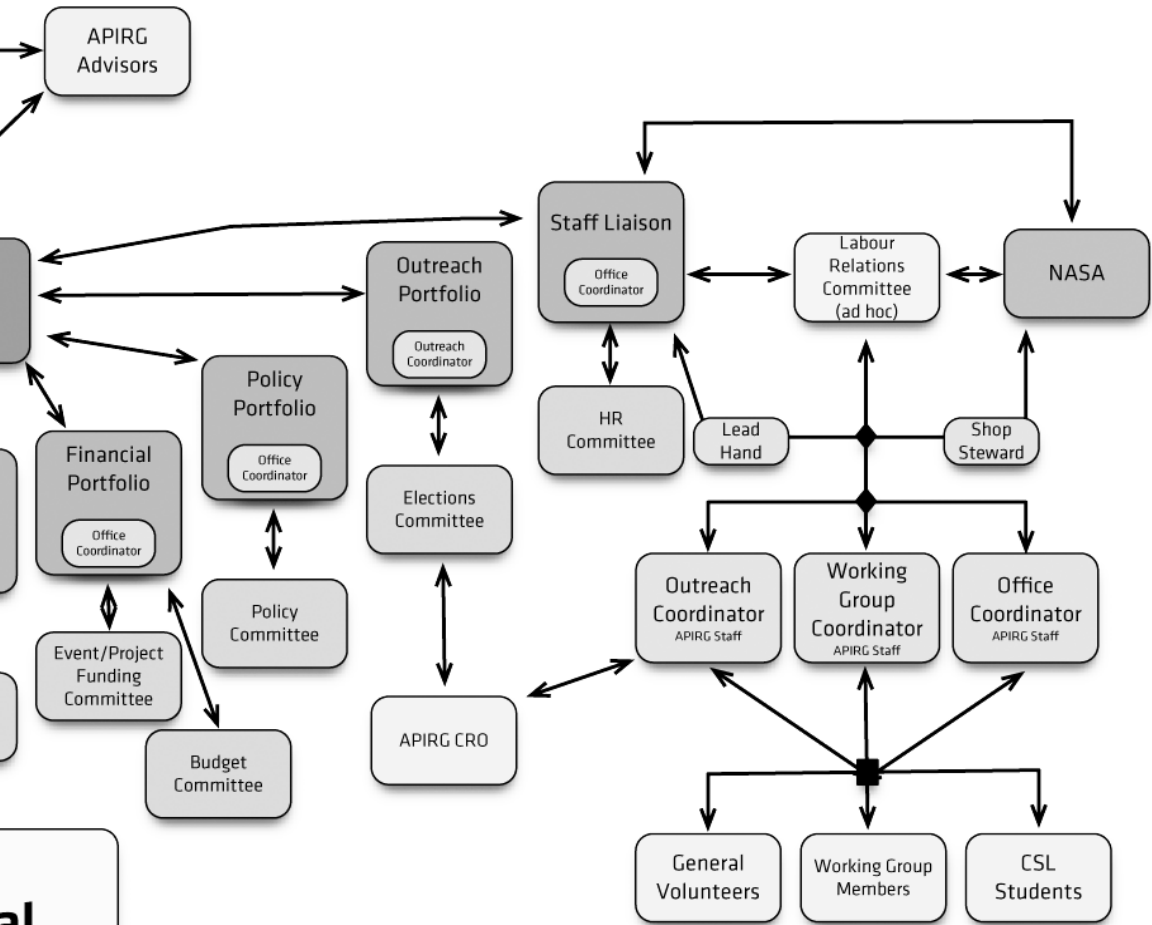 APIRG
Advisors
Staff Liaison
Office
Coordinator
Labour
Relations
Committee
(ad hoc)
NASA
Outreach
Portfolio
Outreach
Coordinator
Policy
Portfolio
Office
Coordinator
Financial
Portfolio
Office
Coordinator
HR
Committee
Lead
Hand
Shop
Steward
Elections
Committee
Policy
Committee
Event/Project
Funding
Committee
Budget
Committee
APIRG CRO
Outreach
Coordinator
APIRG Staff
Working
Group
Coordinator
APIRG Staff
Office
Coordinator
APIRG Staff
General
Volunteers
Working Group
Members
CSL
Students
al